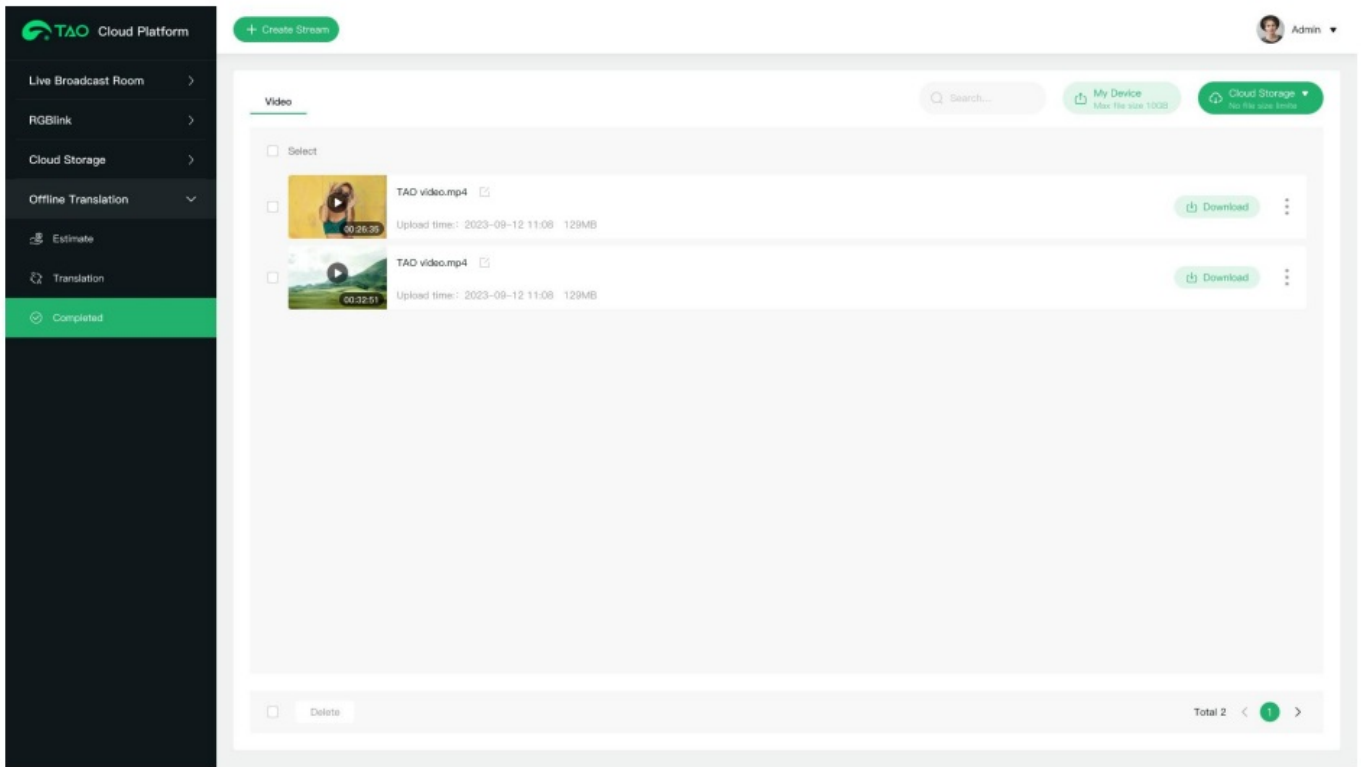 TAO Cloud Platform
+ Create Stream
Admin
Live Broadcast Room
RGBlink
Cloud Storage
Offline Translation
Estimate
Translation
Completed
Video
Search...
My Device
Max file size 10GB
Cloud Storage
No file size limite
Select
TAO video.mp4
00:26:35
Upload time: 2023-09-12 11:08 129MB
Download
TAO video.mp4
00:32:51
Upload time: 2023-09-12 11:08 129MB
Download
Delete
Total 2
1